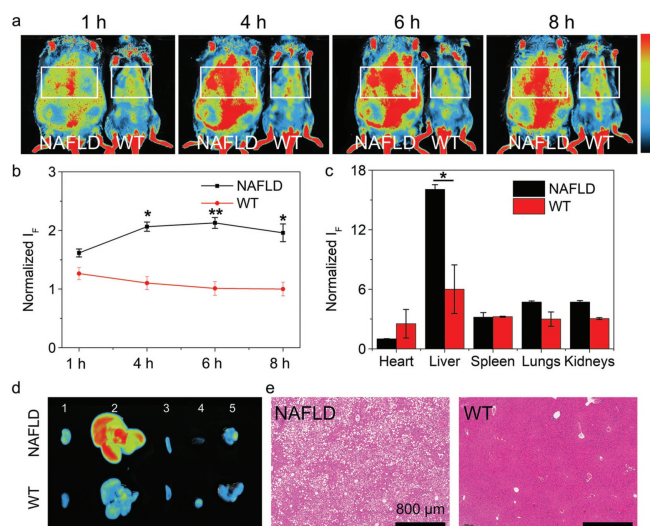 a
1 h
4 h
6 h
8 h
NAFLD
WT
NAFLD
WT
NAFLD
WT
NAFLD
WT
b
3
2
1
0
Normalized I_F
NAFLD
WT
*
**
*
1 h
4 h
6 h
8 h
c
18
12
6
0
Normalized I_F
NAFLD
WT
*
Heart
Liver
Spleen
Lungs
Kidneys
d
1
2
3
4
5
NAFLD
WT
e
NAFLD
800 μm
WT